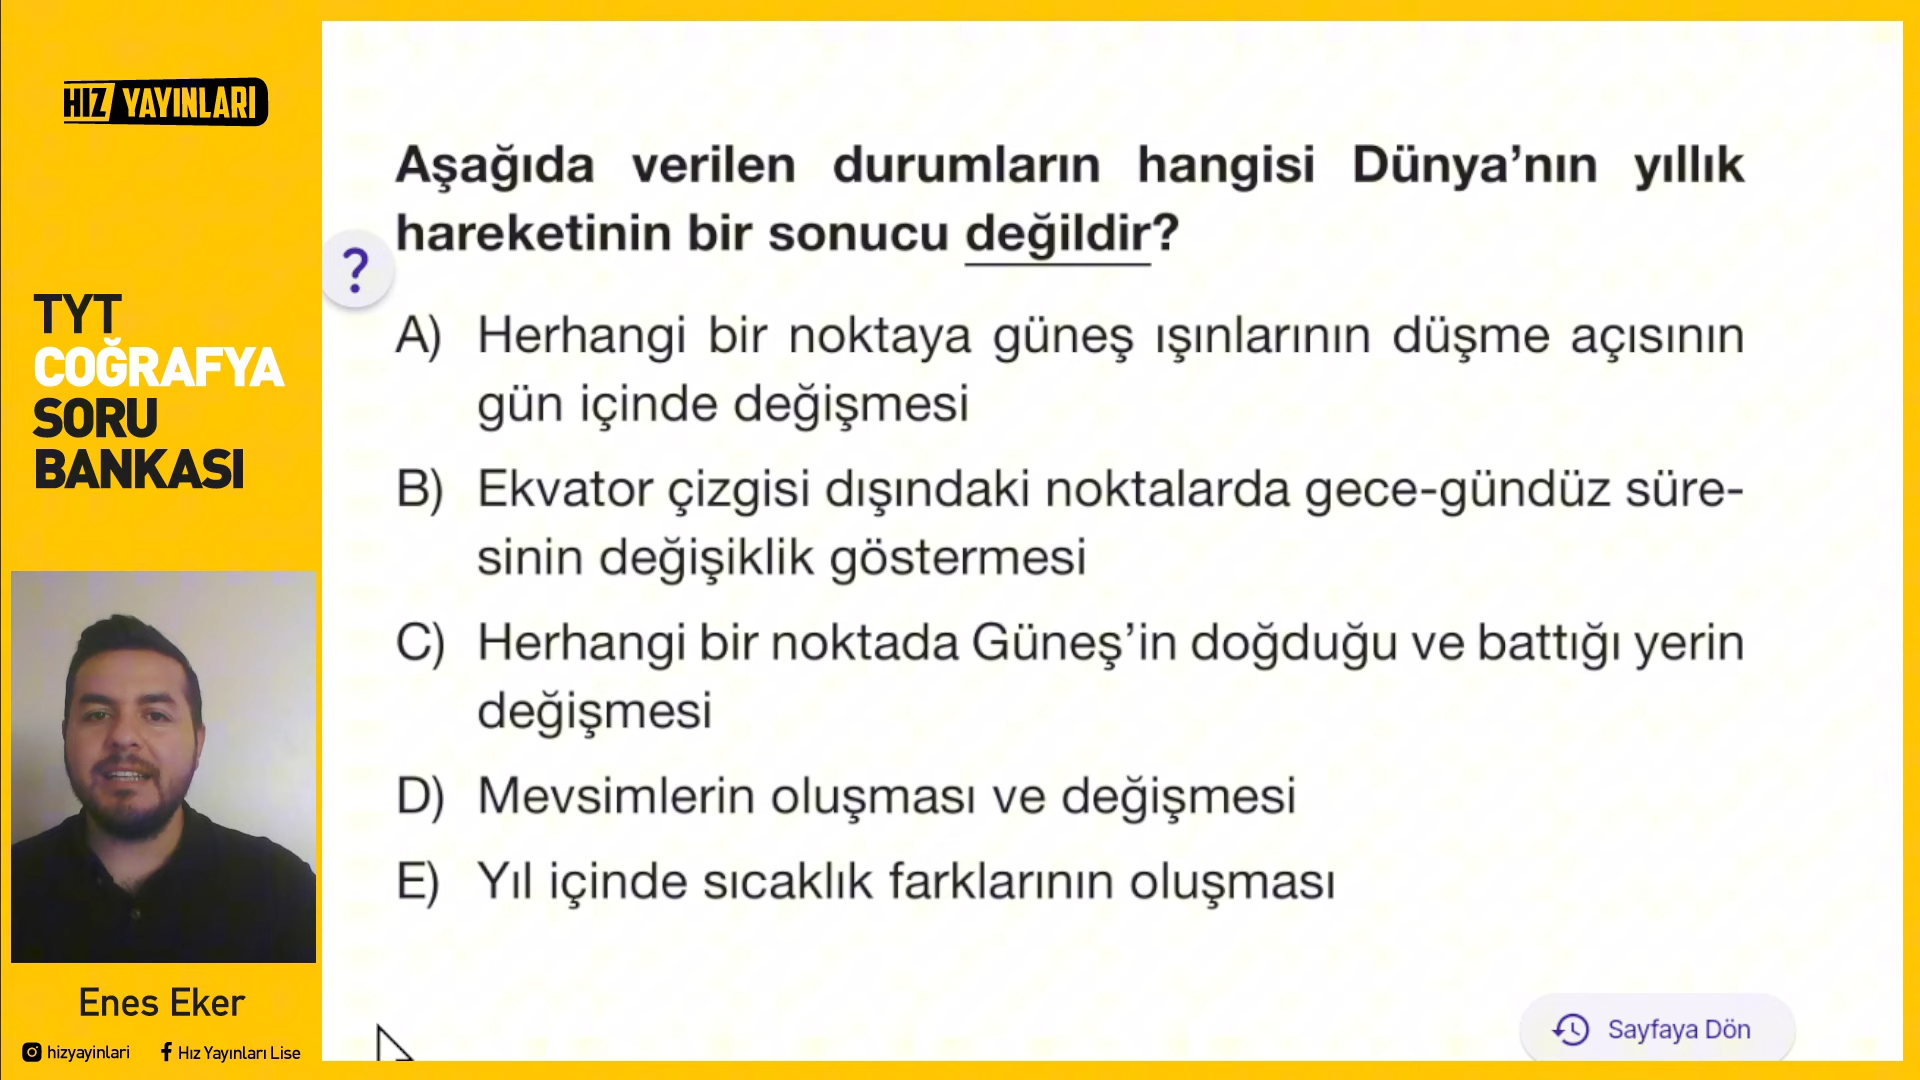 HIZ YAYINLARI
TYT
COĞRAFYA
SORU
BANKASI
Enes Eker
hizyayinlari
f Hız Yayınları Lise
Aşağıda verilen durumların hangisi Dünya’nın yıllık
hareketinin bir sonucu değildir?
?
A) Herhangi bir noktaya güneş ışınlarının düşme açısının
gün içinde değişmesi
B) Ekvator çizgisi dışındaki noktalarda gece-gündüz süre-
sinin değişiklik göstermesi
C) Herhangi bir noktada Güneş’in doğduğu ve battığı yerin
değişmesi
D) Mevsimlerin oluşması ve değişmesi
E) Yıl içinde sıcaklık farklarının oluşması
Sayfaya Dön